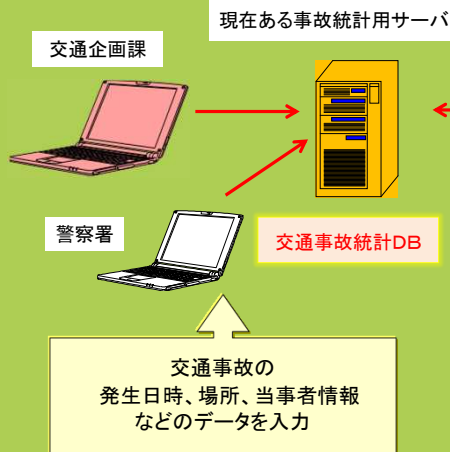 現在ある事故統計用サーバ
交通企画課
警察署
交通事故統計DB
交通事故の
発生日時、場所、当事者情報
などのデータを入力